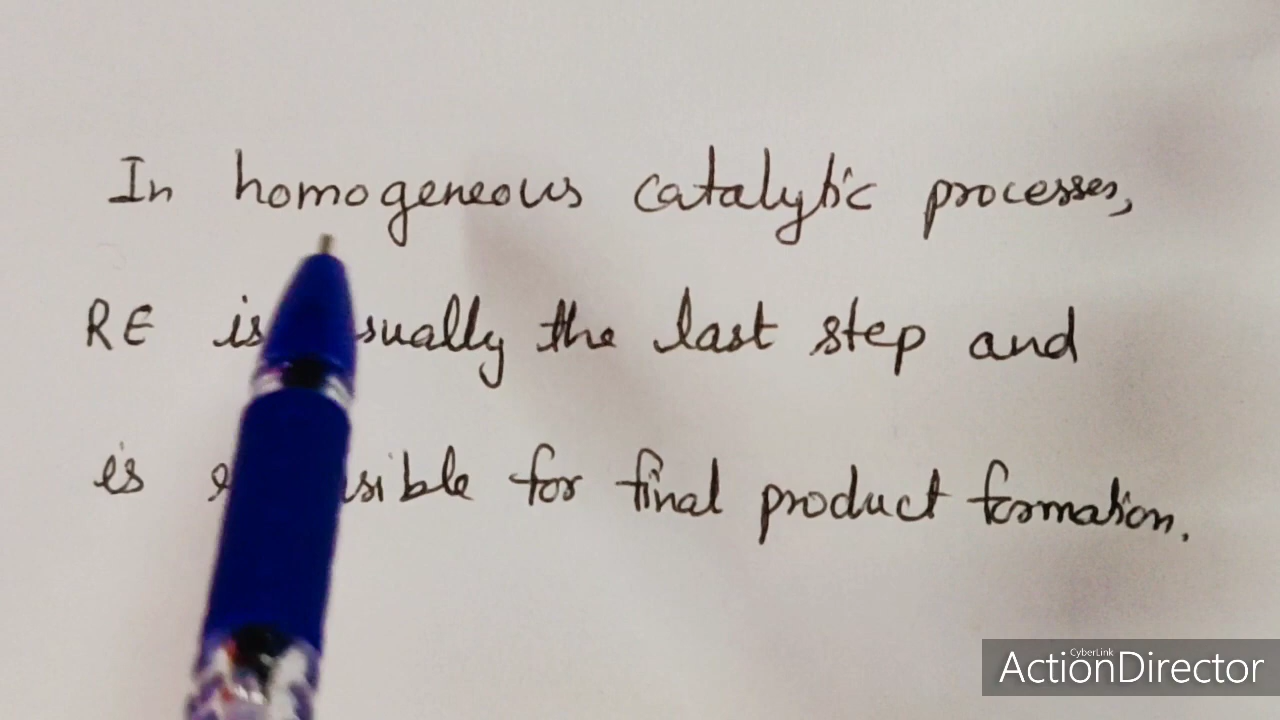 In homogeneous catalytic processes,
RE is usually the last step and
is for final product formation.
CyberLink
ActionDirector